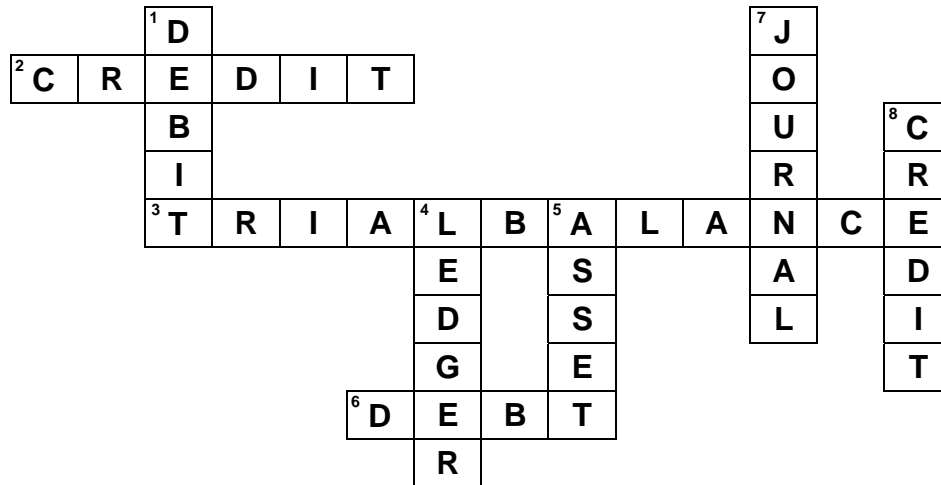 1 D 7 J
2 C R E D I T O
B U 8 C
I R R
3 T R I A 4 L B 5 A L A N C E
E S A D
D S L I
G E T
6 D E B T
R